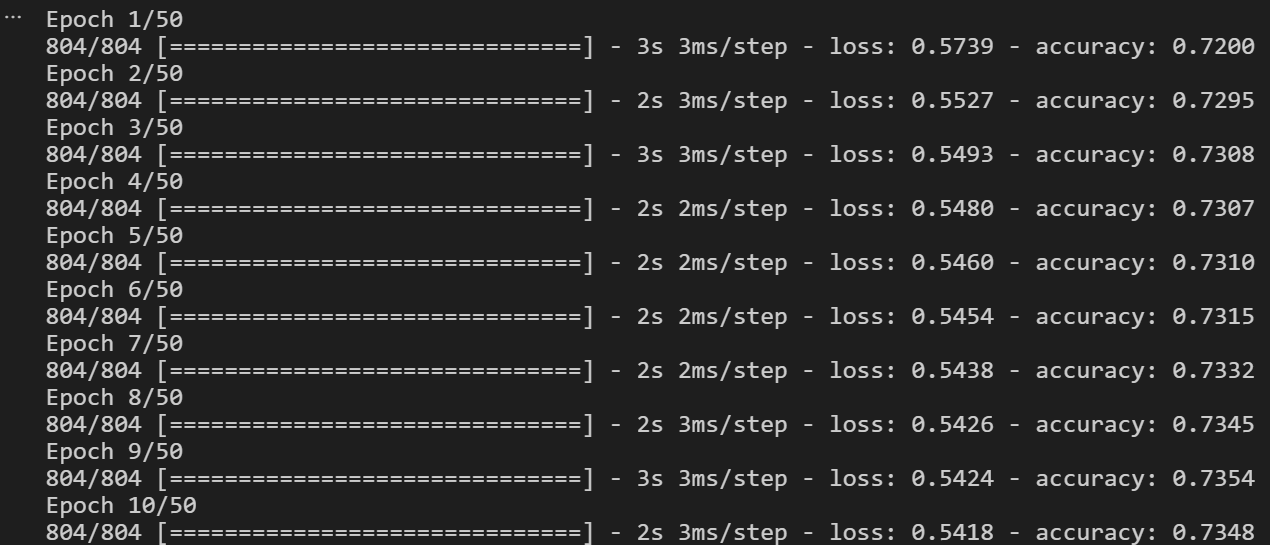 ... Epoch 1/50
804/804 [==============================] - 3s 3ms/step - loss: 0.5739 - accuracy: 0.7200
Epoch 2/50
804/804 [==============================] - 2s 3ms/step - loss: 0.5527 - accuracy: 0.7295
Epoch 3/50
804/804 [==============================] - 3s 3ms/step - loss: 0.5493 - accuracy: 0.7308
Epoch 4/50
804/804 [==============================] - 2s 2ms/step - loss: 0.5480 - accuracy: 0.7307
Epoch 5/50
804/804 [==============================] - 2s 2ms/step - loss: 0.5460 - accuracy: 0.7310
Epoch 6/50
804/804 [==============================] - 2s 2ms/step - loss: 0.5454 - accuracy: 0.7315
Epoch 7/50
804/804 [==============================] - 2s 2ms/step - loss: 0.5438 - accuracy: 0.7332
Epoch 8/50
804/804 [==============================] - 2s 3ms/step - loss: 0.5426 - accuracy: 0.7345
Epoch 9/50
804/804 [==============================] - 3s 3ms/step - loss: 0.5424 - accuracy: 0.7354
Epoch 10/50
804/804 [==============================] - 2s 3ms/step - loss: 0.5418 - accuracy: 0.7348